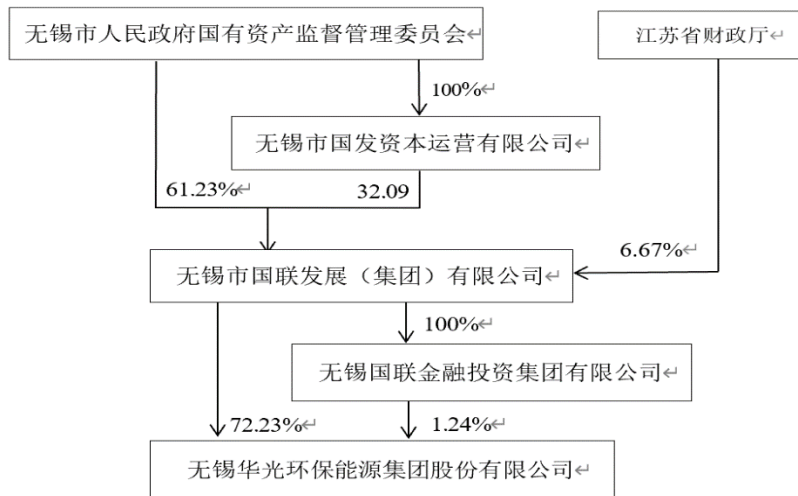 无锡市人民政府国有资产监督管理委员会↵
江苏省财政厅↵
100%↵
无锡市国发资本运营有限公司↵
61.23%↵
32.09
6.67%↵
无锡市国联发展（集团）有限公司↵
100%↵
无锡国联金融投资集团有限公司↵
72.23%↵
1.24%↵
无锡华光环保能源集团股份有限公司↵